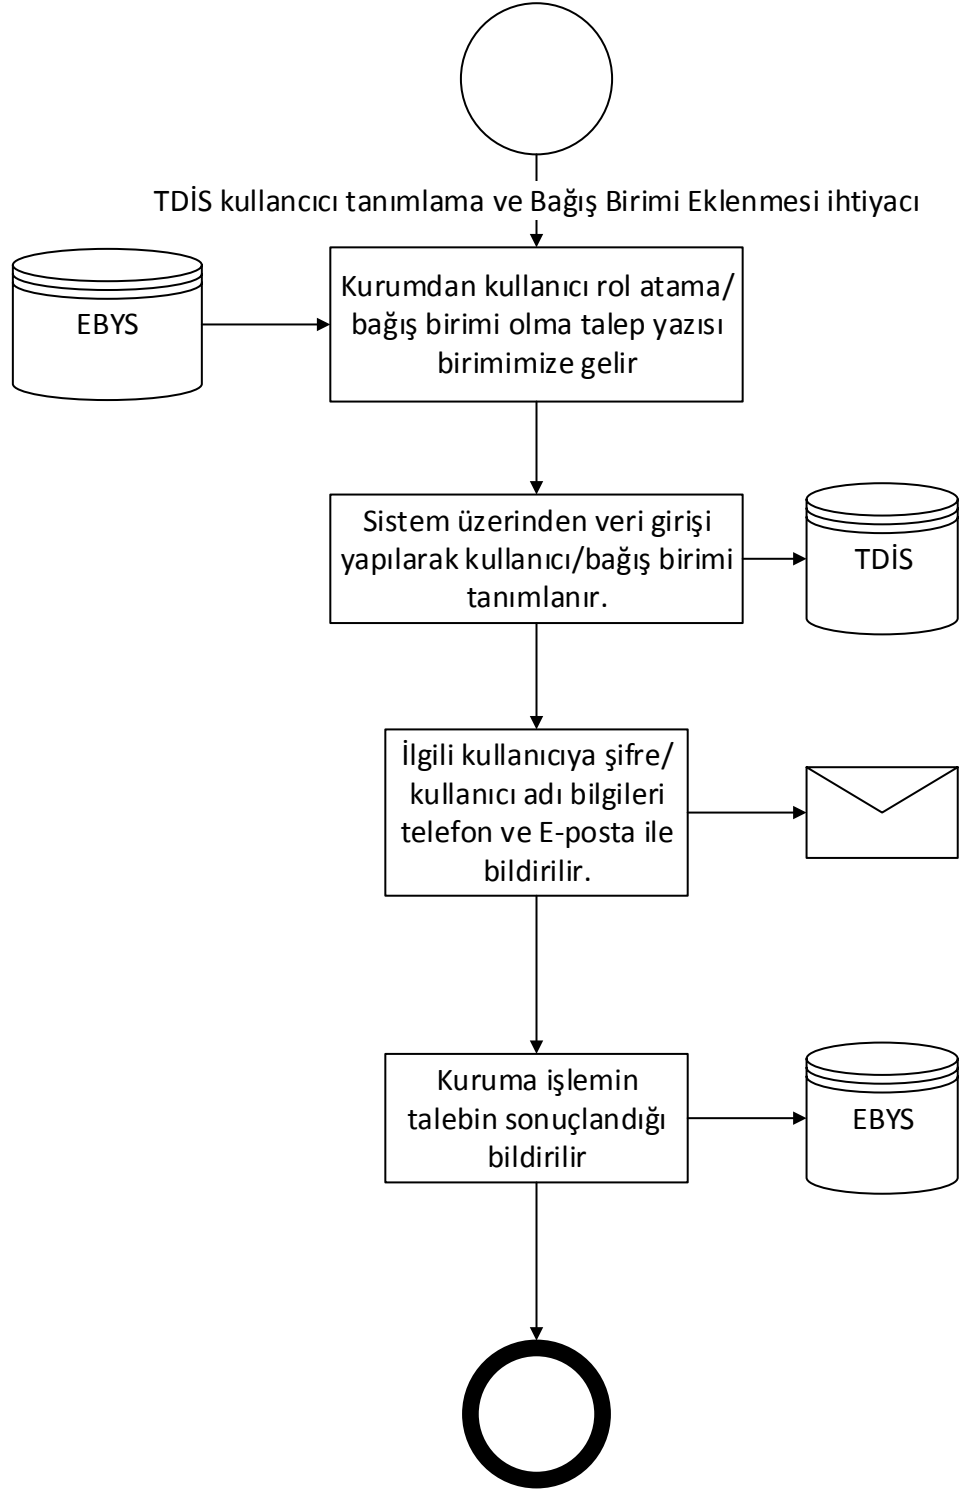 TDİS kullancıcı tanımlama ve Bağış Birimi Eklenmesi ihtiyacı
EBYS
Kurumdan kullanıcı rol atama/
bağış birimi olma talep yazısı
birimimize gelir
Sistem üzerinden veri girişi
yapılarak kullanıcı/bağış birimi
tanımlanır.
TDİS
İlgili kullanıcıya şifre/
kullanıcı adı bilgileri
telefon ve E-posta ile
bildirilir.
Kuruma işlemin
talebin sonuçlandığı
bildirilir
EBYS